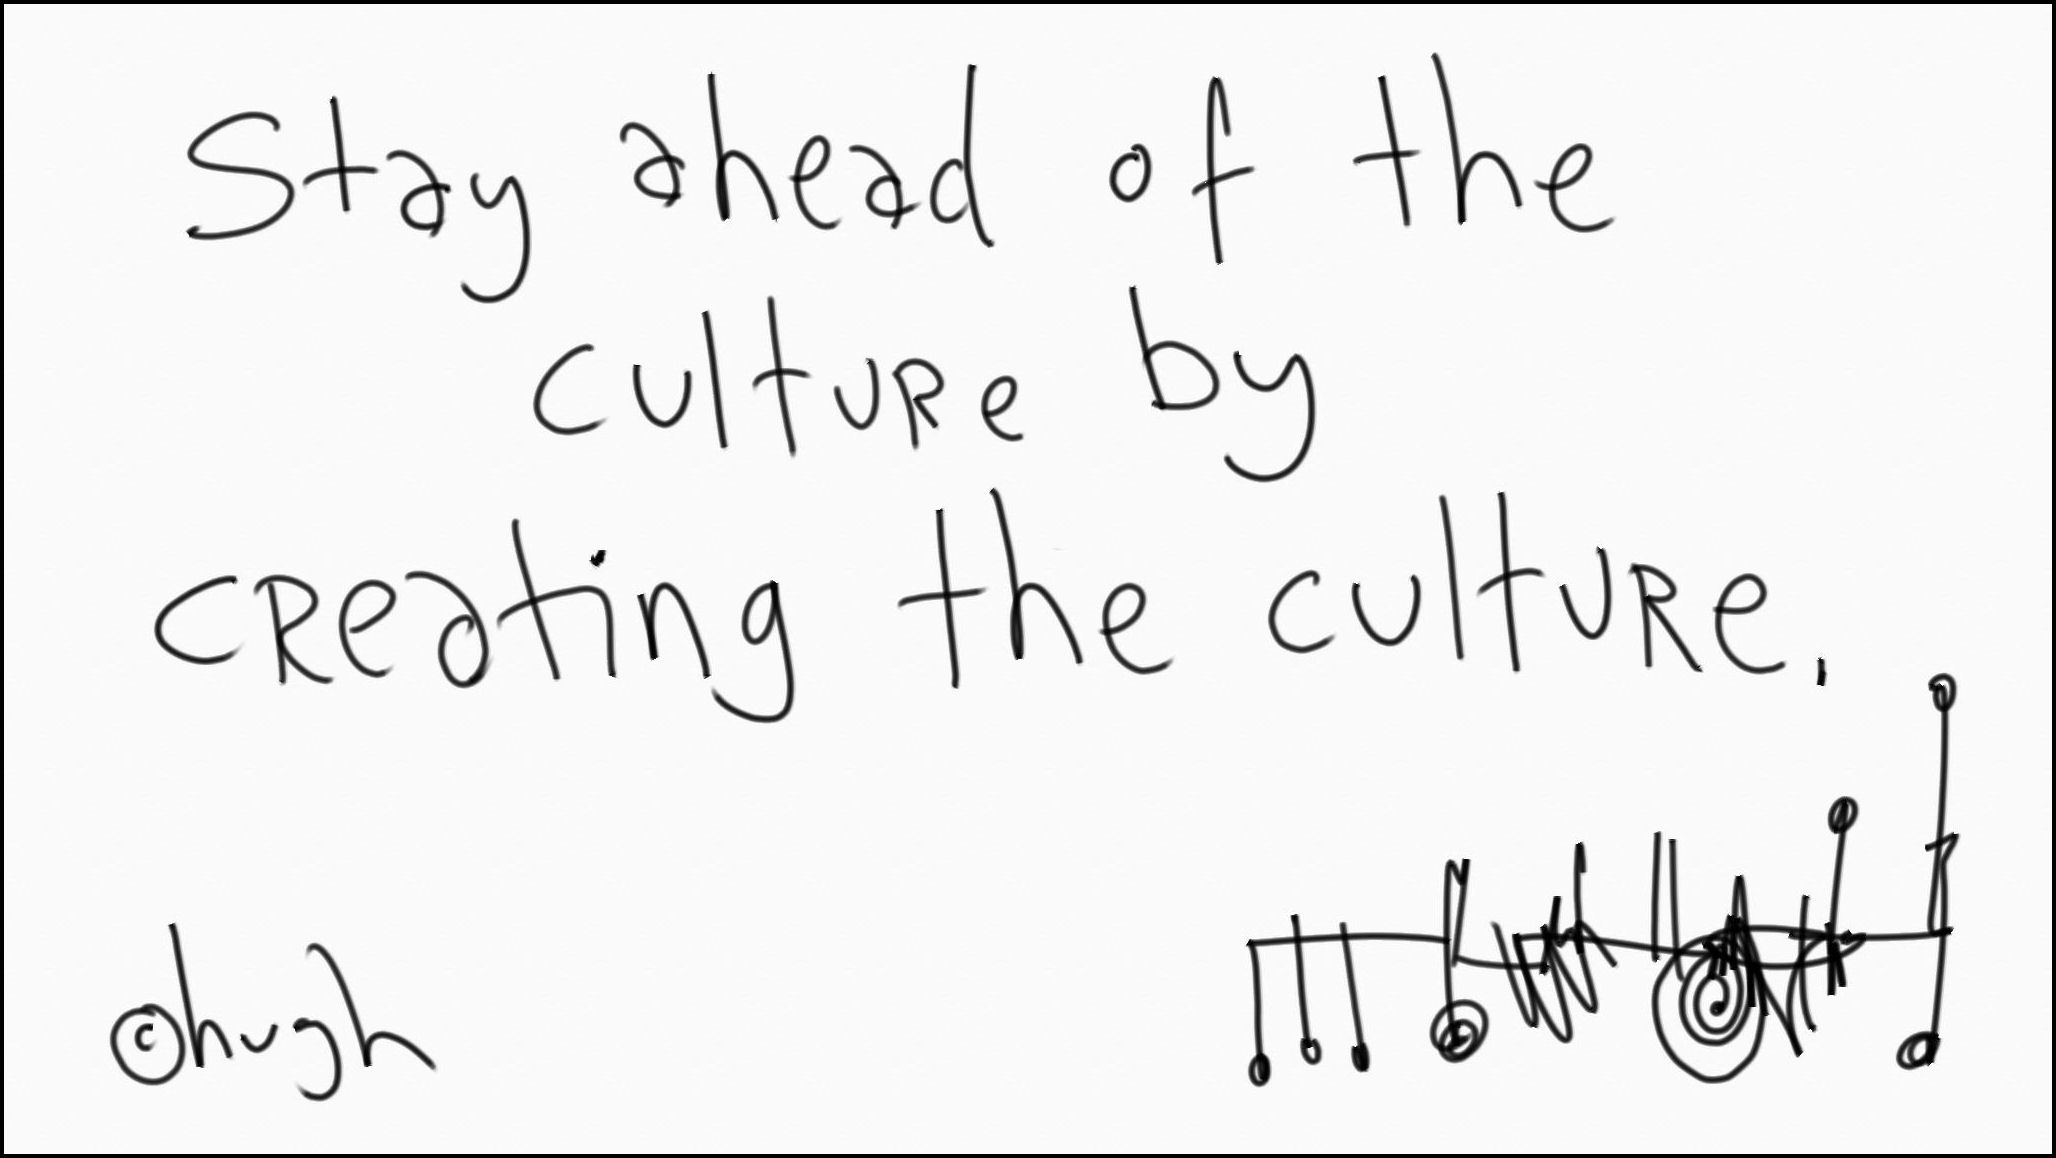 Stay ahead of the
culture by
creating the culture.
©hugh